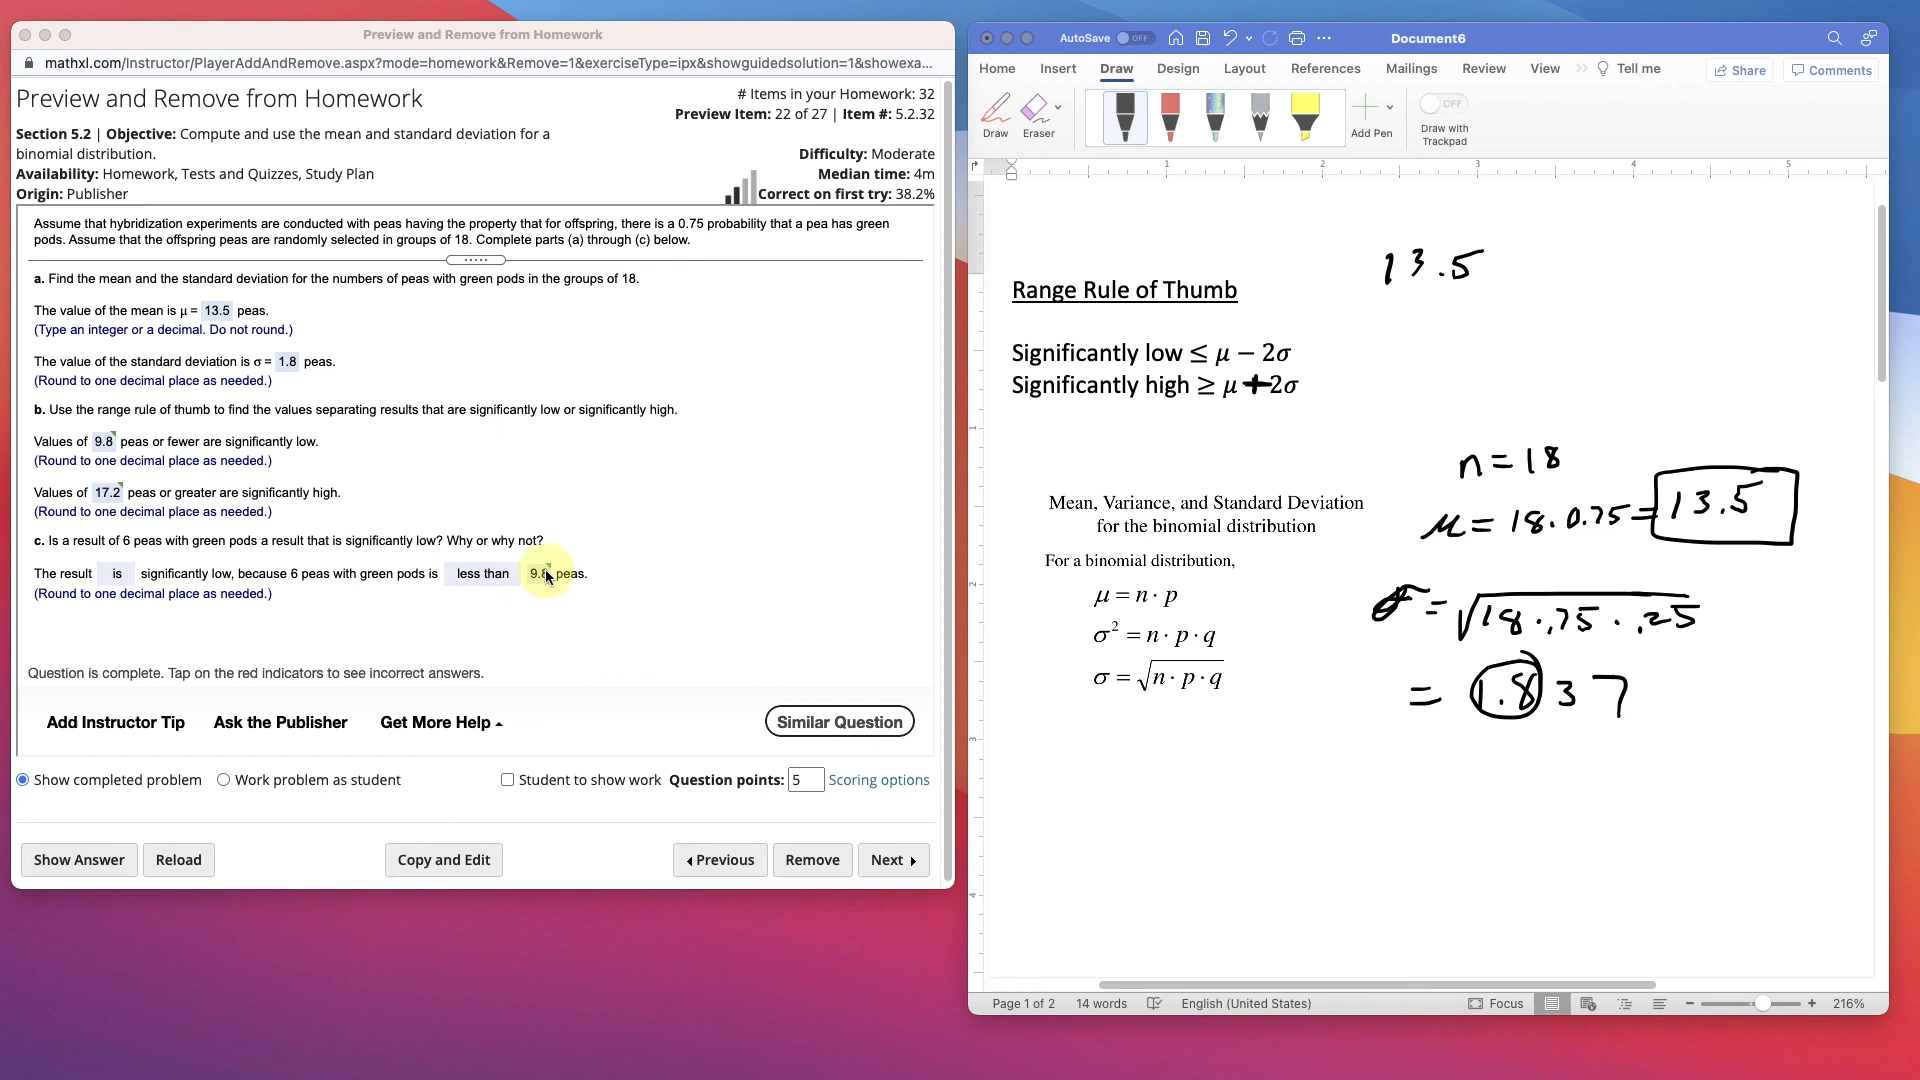 Preview and Remove from Homework
mathxl.com/Instructor/PlayerAddAndRemove.aspx?mode=homework&Remove=1&exerciseType=ipx&showguidedsolution=1&showexa...
Preview and Remove from Homework
# Items in your Homework: 32
Preview Item: 22 of 27 | Item #: 5.2.32
Section 5.2 | Objective: Compute and use the mean and standard deviation for a
binomial distribution.
Difficulty: Moderate
Availability: Homework, Tests and Quizzes, Study Plan
Median time: 4m
Origin: Publisher
Correct on first try: 38.2%
Assume that hybridization experiments are conducted with peas having the property that for offspring, there is a 0.75 probability that a pea has green
pods. Assume that the offspring peas are randomly selected in groups of 18. Complete parts (a) through (c) below.
a. Find the mean and the standard deviation for the numbers of peas with green pods in the groups of 18.
The value of the mean is μ = 13.5 peas.
(Type an integer or a decimal. Do not round.)
The value of the standard deviation is σ = 1.8 peas.
(Round to one decimal place as needed.)
b. Use the range rule of thumb to find the values separating results that are significantly low or significantly high.
Values of 9.8 peas or fewer are significantly low.
(Round to one decimal place as needed.)
Values of 17.2 peas or greater are significantly high.
(Round to one decimal place as needed.)
c. Is a result of 6 peas with green pods a result that is significantly low? Why or why not?
The result is significantly low, because 6 peas with green pods is less than 9.8 peas.
(Round to one decimal place as needed.)
Question is complete. Tap on the red indicators to see incorrect answers.
Add Instructor Tip Ask the Publisher Get More Help Similar Question
Show completed problem Work problem as student Student to show work Question points: 5 Scoring options
Show Answer Reload Copy and Edit Previous Remove Next
AutoSave OFF Document6
Home Insert Draw Design Layout References Mailings Review View Tell me Share Comments
OFF
Draw Eraser Add Pen Draw with
Trackpad
1 2 3 4 5
13.5
Range Rule of Thumb
Significantly low ≤ μ − 2σ
Significantly high ≥ μ + 2σ
1
n = 18
Mean, Variance, and Standard Deviation
for the binomial distribution
μ = 18 · 0.75 = 13.5
For a binomial distribution,
2
μ = n · p
σ = √18 · .75 · .25
σ² = n · p · q
σ = √n · p · q
= 1.837
3
4
Page 1 of 2 14 words English (United States) Focus 216%